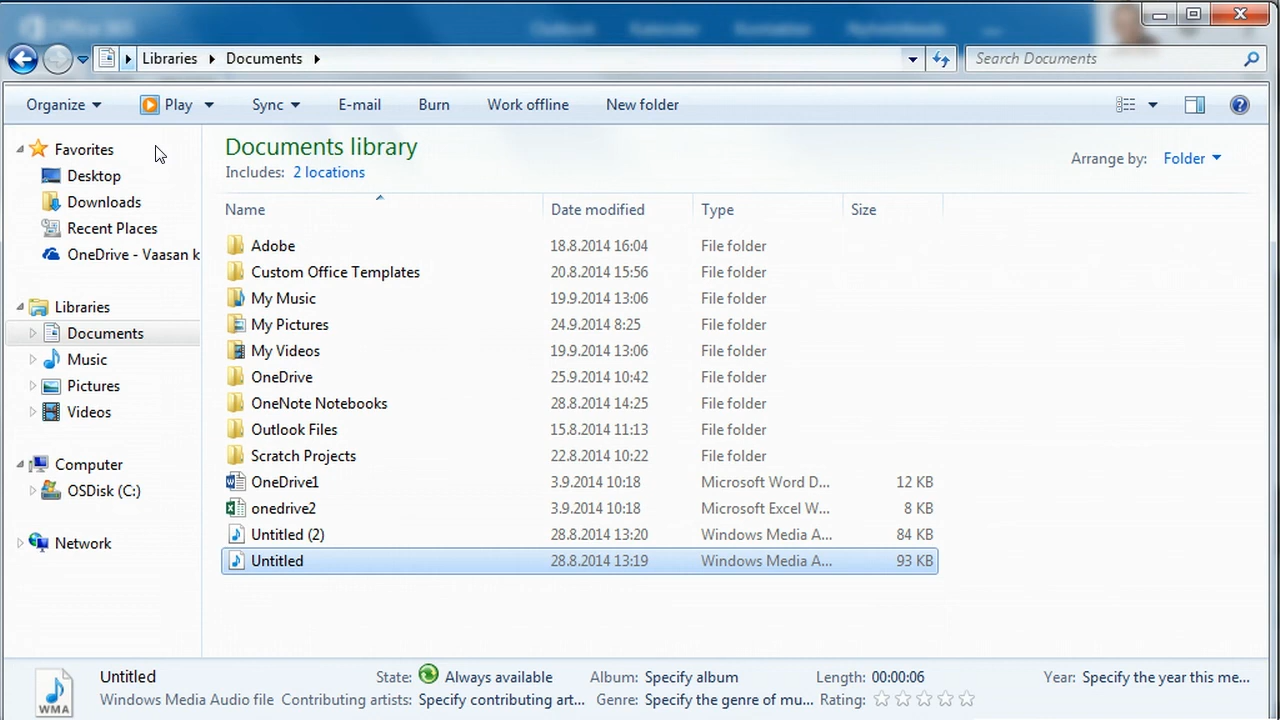 Office 365
Libraries Documents
Search Documents
Organize Play Sync E-mail Burn Work offline New folder
Favorites
Desktop
Downloads
Recent Places
OneDrive - Vaasan k
Libraries
Documents
Music
Pictures
Videos
Computer
OSDisk (C:)
Network
Documents library
Includes: 2 locations
Arrange by: Folder
Name Date modified Type Size
Adobe 18.8.2014 16:04 File folder
Custom Office Templates 20.8.2014 15:56 File folder
My Music 19.9.2014 13:06 File folder
My Pictures 24.9.2014 8:25 File folder
My Videos 19.9.2014 13:06 File folder
OneDrive 25.9.2014 10:42 File folder
OneNote Notebooks 28.8.2014 14:25 File folder
Outlook Files 15.8.2014 11:13 File folder
Scratch Projects 22.8.2014 10:22 File folder
OneDrive1 3.9.2014 10:18 Microsoft Word D... 12 KB
onedrive2 3.9.2014 10:18 Microsoft Excel W... 8 KB
Untitled (2) 28.8.2014 13:20 Windows Media A... 84 KB
Untitled 28.8.2014 13:19 Windows Media A... 93 KB
Untitled State: Always available Album: Specify album Length: 00:00:06 Year: Specify the year this me...
Windows Media Audio file Contributing artists: Specify contributing art... Genre: Specify the genre of mu... Rating:
WMA